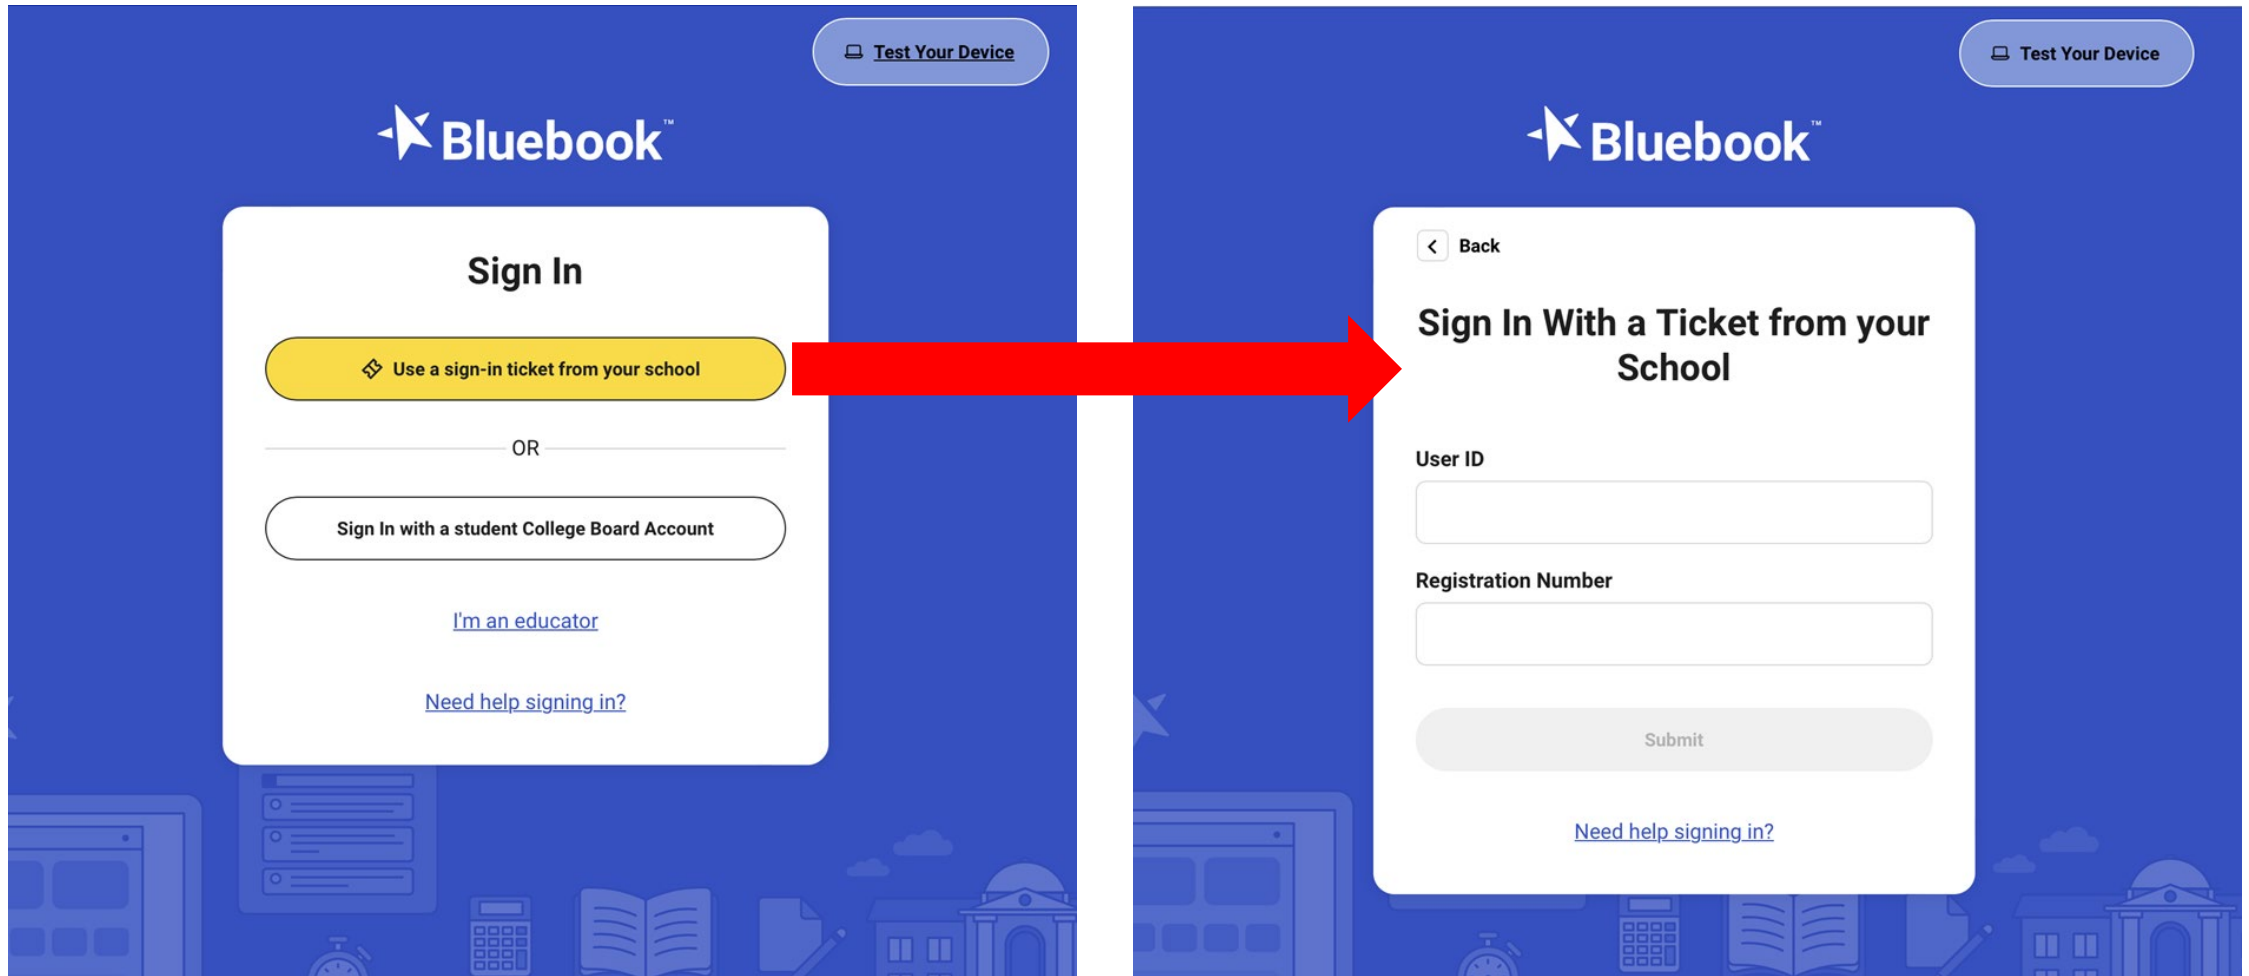 Test Your Device
Bluebook™
Sign In
Use a sign-in ticket from your school
OR
Sign In with a student College Board Account
I'm an educator
Need help signing in?
Test Your Device
Bluebook™
Back
Sign In With a Ticket from your
School
User ID
Registration Number
Submit
Need help signing in?